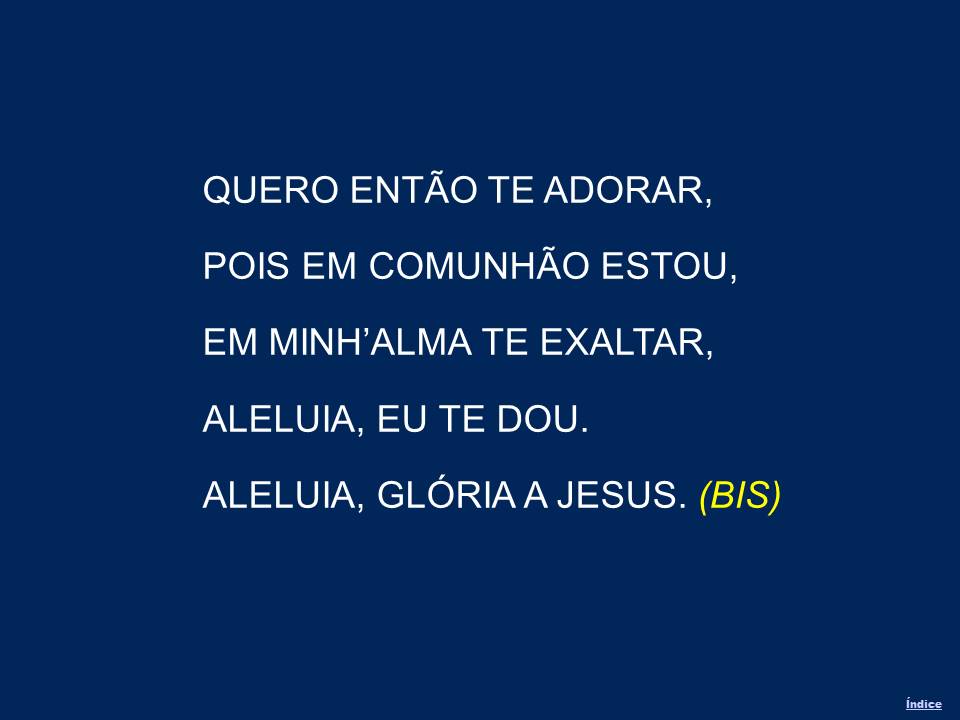 QUERO ENTÃO TE ADORAR,
POIS EM COMUNHÃO ESTOU,
EM MINH’ALMA TE EXALTAR,
ALELUIA, EU TE DOU.
ALELUIA, GLÓRIA A JESUS. (BIS)
Índice